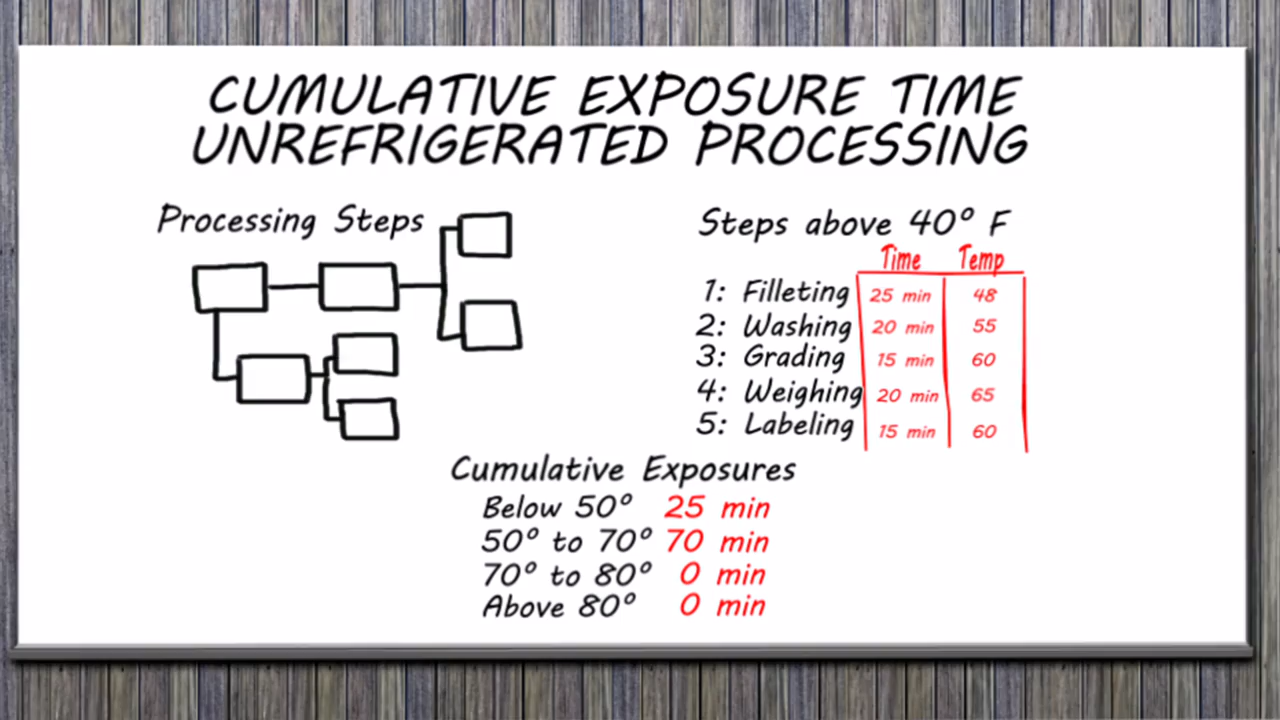 CUMULATIVE EXPOSURE TIME
UNREFRIGERATED PROCESSING
Processing Steps
Steps above 40° F
Time Temp
1: Filleting 25 min 48
2: Washing 20 min 55
3: Grading 15 min 60
4: Weighing 20 min 65
5: Labeling 15 min 60
Cumulative Exposures
Below 50° 25 min
50° to 70° 70 min
70° to 80° 0 min
Above 80° 0 min